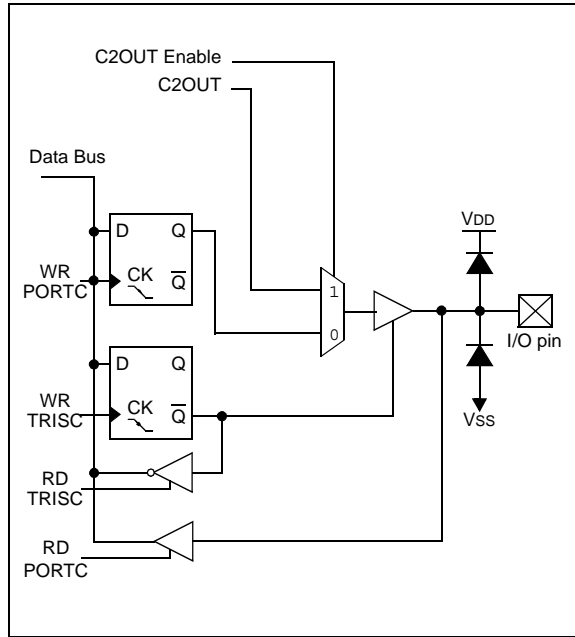 C2OUT Enable
C2OUT
Data Bus
VDD
D Q
WR
PORTC
CK
Q
1
0
I/O pin
D Q
WR
TRISC
CK
Q
VSS
RD
TRISC
RD
PORTC